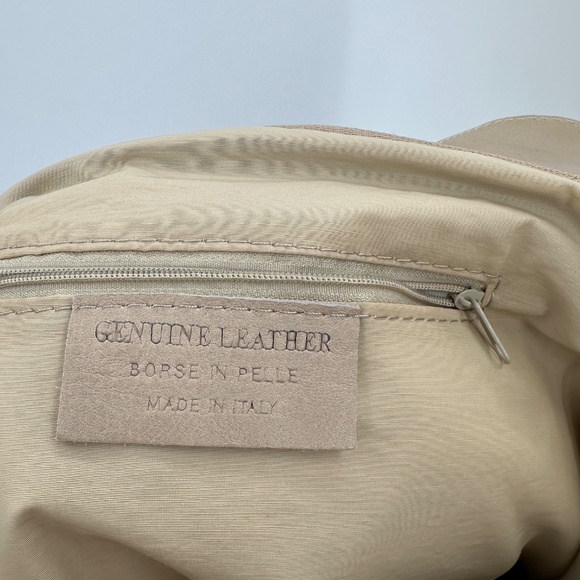 GENUINE LEATHER
BORSE IN PELLE
MADE IN ITALY